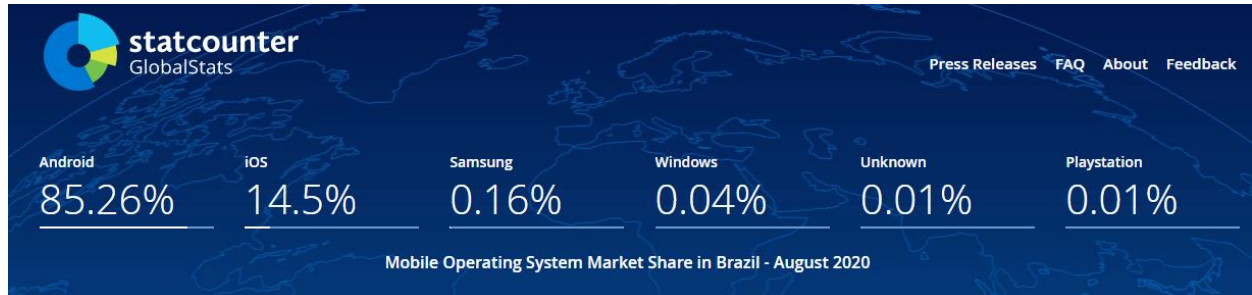 statcounter
GlobalStats
Press Releases FAQ About Feedback
Android iOS Samsung Windows Unknown Playstation
85.26% 14.5% 0.16% 0.04% 0.01% 0.01%
Mobile Operating System Market Share in Brazil - August 2020